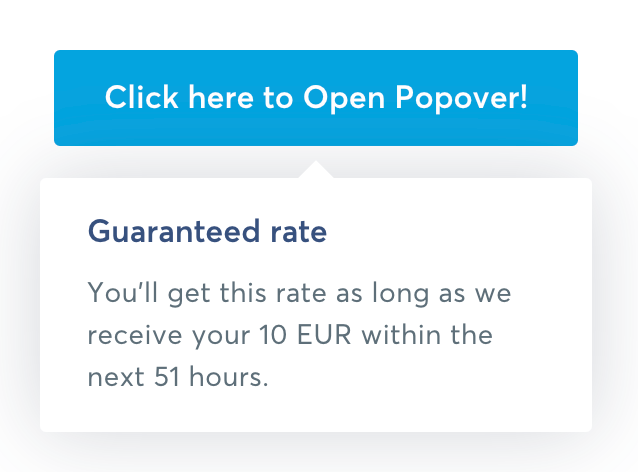 Click here to Open Popover!
Guaranteed rate
You’ll get this rate as long as we
receive your 10 EUR within the
next 51 hours.